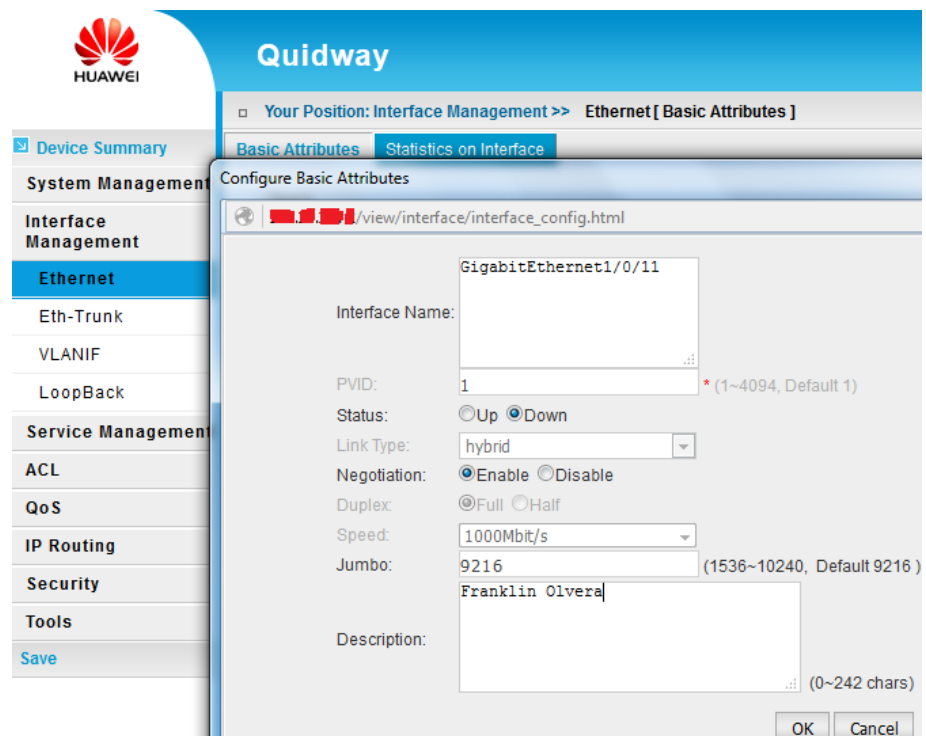 HUAWEI
Quidway
Your Position: Interface Management >> Ethernet [ Basic Attributes ]
Device Summary
System Management
Interface
Management
Ethernet
Eth-Trunk
VLANIF
LoopBack
Service Management
ACL
QoS
IP Routing
Security
Tools
Save
Basic Attributes Statistics on Interface
Configure Basic Attributes
/view/interface/interface_config.html
Interface Name: GigabitEthernet1/0/11
PVID: 1 * (1~4094, Default 1)
Status: Up Down
Link Type: hybrid
Negotiation: Enable Disable
Duplex: Full Half
Speed: 1000Mbit/s
Jumbo: 9216 (1536~10240, Default 9216 )
Description: Franklin Olvera
(0~242 chars)
OK Cancel